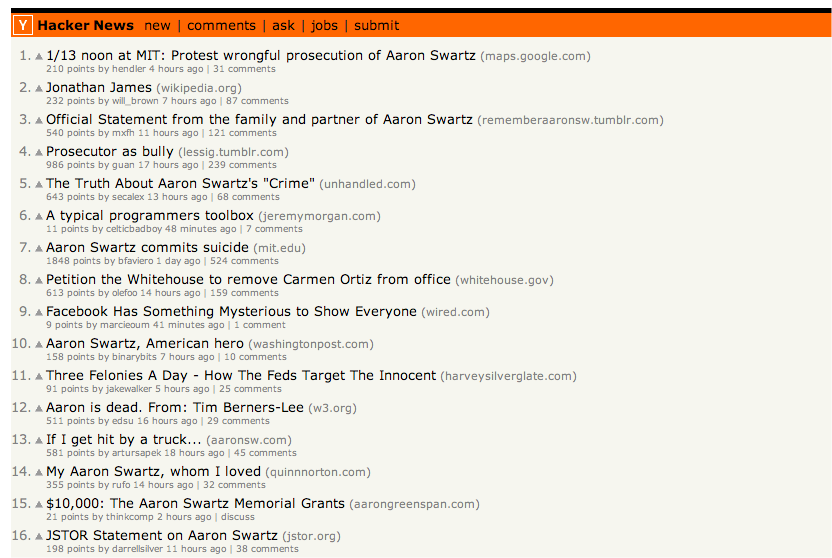 Y Hacker News new | comments | ask | jobs | submit
1. 1/13 noon at MIT: Protest wrongful prosecution of Aaron Swartz (maps.google.com)
210 points by hendler 4 hours ago | 31 comments
2. Jonathan James (wikipedia.org)
232 points by will_brown 7 hours ago | 87 comments
3. Official Statement from the family and partner of Aaron Swartz (rememberaaronsw.tumblr.com)
540 points by mxfh 11 hours ago | 121 comments
4. Prosecutor as bully (lessig.tumblr.com)
986 points by guan 17 hours ago | 239 comments
5. The Truth About Aaron Swartz's "Crime" (unhandled.com)
643 points by secalex 13 hours ago | 68 comments
6. A typical programmers toolbox (jeremymorgan.com)
11 points by celticbadboy 48 minutes ago | 7 comments
7. Aaron Swartz commits suicide (mit.edu)
1848 points by bfaviero 1 day ago | 524 comments
8. Petition the Whitehouse to remove Carmen Ortiz from office (whitehouse.gov)
613 points by olefoo 14 hours ago | 159 comments
9. Facebook Has Something Mysterious to Show Everyone (wired.com)
9 points by marcieoum 41 minutes ago | 1 comment
10. Aaron Swartz, American hero (washingtonpost.com)
158 points by binarybits 7 hours ago | 10 comments
11. Three Felonies A Day - How The Feds Target The Innocent (harveysilverglate.com)
91 points by jakewalker 5 hours ago | 25 comments
12. Aaron is dead. From: Tim Berners-Lee (w3.org)
511 points by edsu 16 hours ago | 29 comments
13. If I get hit by a truck... (aaronsw.com)
581 points by artursapek 18 hours ago | 45 comments
14. My Aaron Swartz, whom I loved (quinnnorton.com)
355 points by rufo 14 hours ago | 32 comments
15. $10,000: The Aaron Swartz Memorial Grants (aarongreenspan.com)
21 points by thinkcomp 2 hours ago | discuss
16. JSTOR Statement on Aaron Swartz (jstor.org)
198 points by darrellsilver 11 hours ago | 38 comments